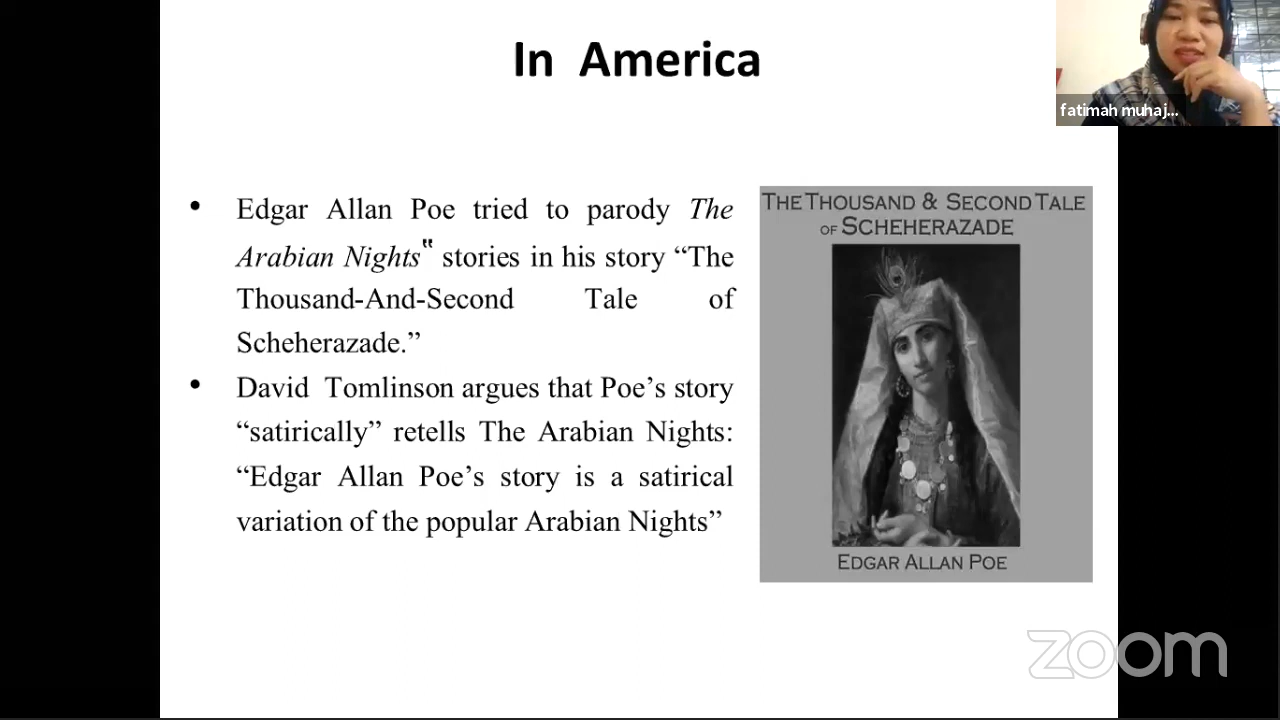 In America
fatimah muhaj...
• Edgar Allan Poe tried to parody The
Arabian Nights‟ stories in his story “The
Thousand-And-Second Tale of
Scheherazade.”
• David Tomlinson argues that Poe’s story
“satirically” retells The Arabian Nights:
“Edgar Allan Poe’s story is a satirical
variation of the popular Arabian Nights”
THE THOUSAND & SECOND TALE
OF SCHEHERAZADE
EDGAR ALLAN POE
zoom